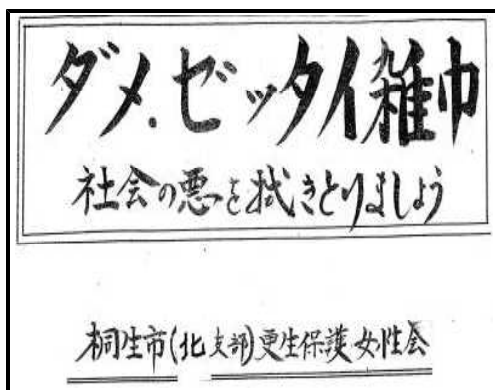 ダメ.ゼッタイ雑巾
社会の悪を拭きとりましょう
桐生市(北支部)更生保護女性会